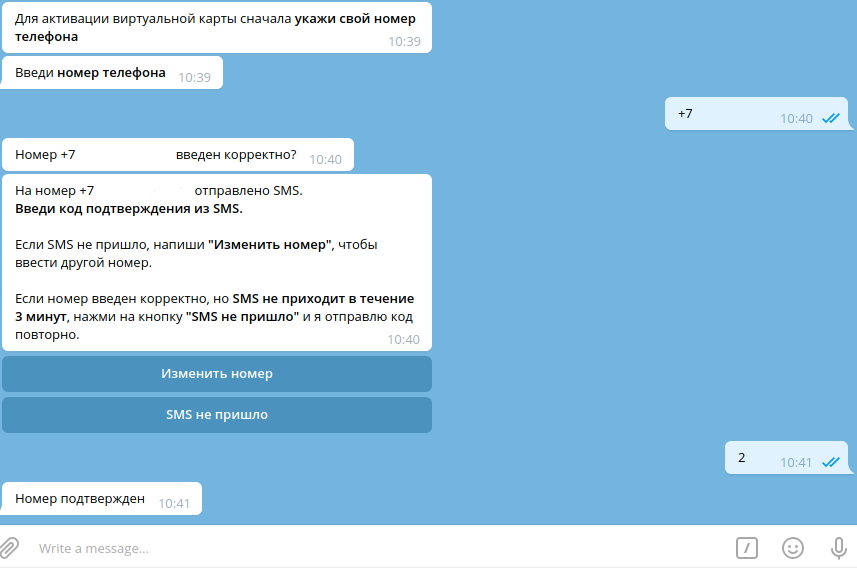 Для активации виртуальной карты сначала укажи свой номер
телефона
10:39
Введи номер телефона 10:39
+7 10:40
Номер +7 введен корректно? 10:40
На номер +7 отправлено SMS.
Введи код подтверждения из SMS.
Если SMS не пришло, напиши "Изменить номер", чтобы
ввести другой номер.
Если номер введен корректно, но SMS не приходит в течение
3 минут, нажми на кнопку "SMS не пришло" и я отправлю код
повторно.
10:40
Изменить номер
SMS не пришло
2 10:41
Номер подтвержден 10:41
Write a message...